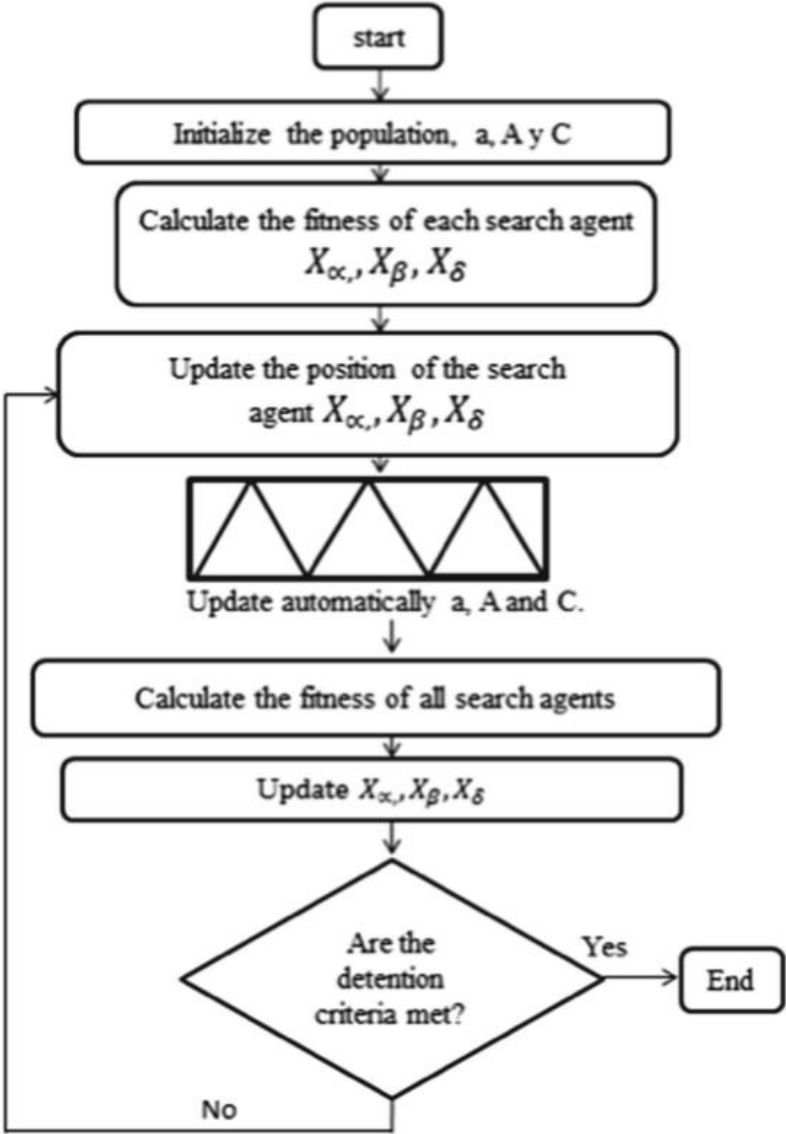 start
Initialize the population, a, A y C
Calculate the fitness of each search agent
X∝,, Xβ, Xδ
Update the position of the search
agent X∝,, Xβ, Xδ
Update automatically a, A and C.
Calculate the fitness of all search agents
Update X∝,, Xβ, Xδ
Are the
detention
criteria met?
Yes
End
No